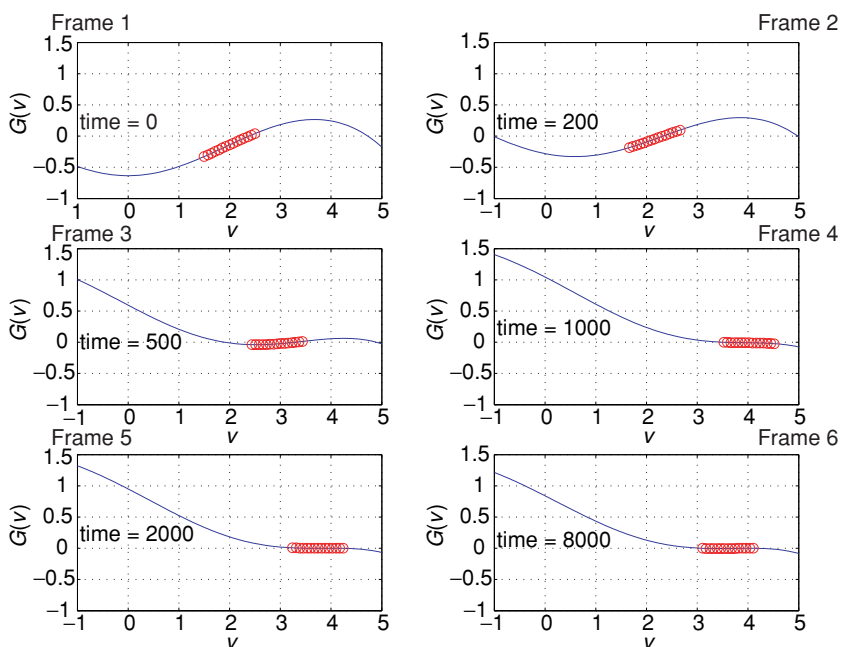 Frame 1
1.5
1
0.5
0
−0.5
−1
G(v)
time = 0
−1 0 1 2 3 4 5
v
Frame 2
1.5
1
0.5
0
−0.5
−1
G(v)
time = 200
−1 0 1 2 3 4 5
v
Frame 3
1.5
1
0.5
0
−0.5
−1
G(v)
time = 500
−1 0 1 2 3 4 5
v
Frame 4
1.5
1
0.5
0
−0.5
−1
G(v)
time = 1000
−1 0 1 2 3 4 5
v
Frame 5
1.5
1
0.5
0
−0.5
−1
G(v)
time = 2000
−1 0 1 2 3 4 5
v
Frame 6
1.5
1
0.5
0
−0.5
−1
G(v)
time = 8000
−1 0 1 2 3 4 5
v